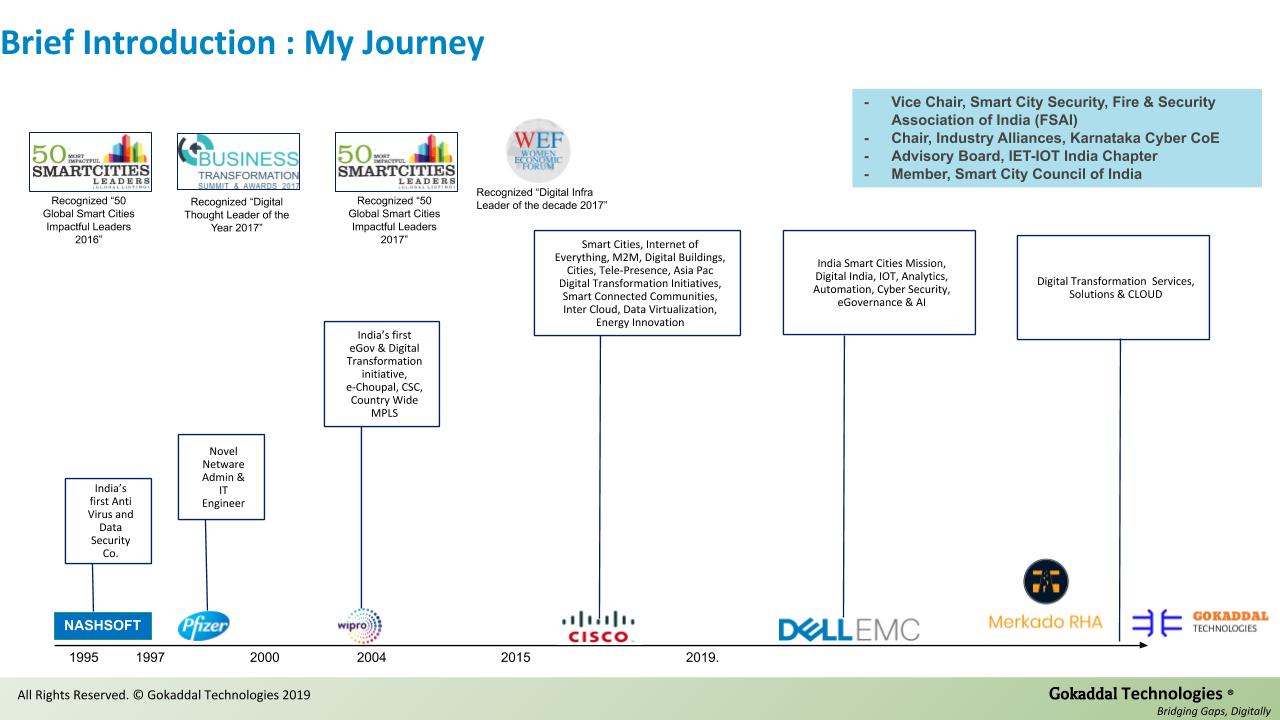 Brief Introduction : My Journey
- Vice Chair, Smart City Security, Fire & Security
Association of India (FSAI)
- Chair, Industry Alliances, Karnataka Cyber CoE
- Advisory Board, IET-IOT India Chapter
- Member, Smart City Council of India
50 MOST IMPACTFUL
SMARTCITIES
LEADERS
(GLOBAL LISTING)
Recognized “50
Global Smart Cities
Impactful Leaders
2016”
BUSINESS
TRANSFORMATION
SUMMIT & AWARDS 2017
Recognized “Digital
Thought Leader of the
Year 2017”
50 MOST IMPACTFUL
SMARTCITIES
LEADERS
(GLOBAL LISTING)
Recognized “50
Global Smart Cities
Impactful Leaders
2017”
WEF
WOMEN
ECONOMIC
FORUM
Recognized “Digital Infra
Leader of the decade 2017”
India’s
first Anti
Virus and
Data
Security
Co.
Novel
Netware
Admin &
IT
Engineer
India’s first
eGov & Digital
Transformation
initiative,
e-Choupal, CSC,
Country Wide
MPLS
Smart Cities, Internet of
Everything, M2M, Digital Buildings,
Cities, Tele-Presence, Asia Pac
Digital Transformation Initiatives,
Smart Connected Communities,
Inter Cloud, Data Virtualization,
Energy Innovation
India Smart Cities Mission,
Digital India, IOT, Analytics,
Automation, Cyber Security,
eGovernance & AI
Digital Transformation  Services,
Solutions & CLOUD
NASHSOFT
Pfizer
wipro
CISCO
DELLEMC
Merkado RHA
GOKADDAL
TECHNOLOGIES
1995 1997 2000 2004 2015 2019.
All Rights Reserved. © Gokaddal Technologies 2019
Gokaddal Technologies ®
Bridging Gaps, Digitally